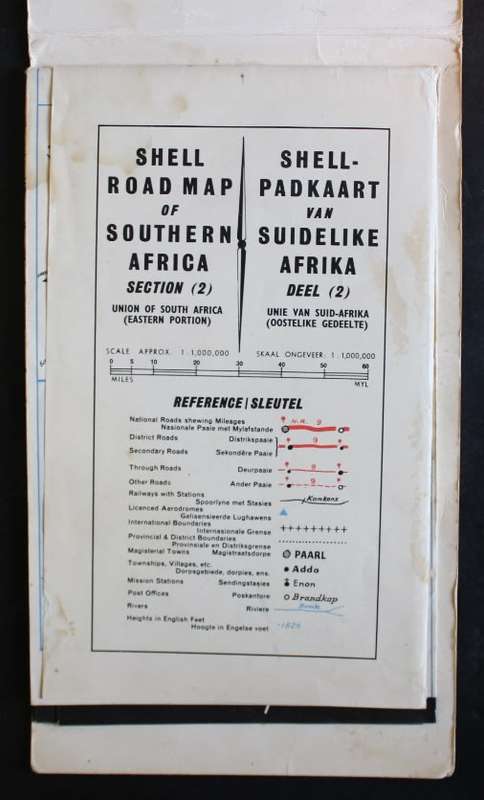 SHELL
ROAD MAP
OF
SOUTHERN
AFRICA
SECTION (2)
UNION OF SOUTH AFRICA
(EASTERN PORTION)
SHELL-
PADKAART
VAN
SUIDELIKE
AFRIKA
DEEL (2)
UNIE VAN SUID-AFRIKA
(OOSTELIKE GEDEELTE)
SCALE APPROX. 1:1,000,000
SKAAL ONGEVEER: 1:1,000,000
0 5 10 20 30 40 50 60
MILES MYL
REFERENCE | SLEUTEL
National Roads shewing Mileages
Nasionale Paaie met Mylafstande N.R. 9
District Roads Distrikspaaie 9
Secondary Roads Sekondêre Paaie
Through Roads Deurpaaie 9
Other Roads Ander Paaie 9
Railways with Stations
Spoorlyne met Stasies
Licenced Aerodromes
Gelisensieerde Lughawens
International Boundaries
Internasionale Grense
Provincial & District Boundaries
Provinsiale en Distriksgrense
Magisterial Towns Magistraatsdorpe PAARL
Townships, Villages, etc.
Dorpsgebiede, dorpies, ens. Addo
Mission Stations Sendingstasies Enon
Post Offices Poskantore Brandkop
Rivers Riviere
Heights in English Feet
Hoogte in Engelse voet